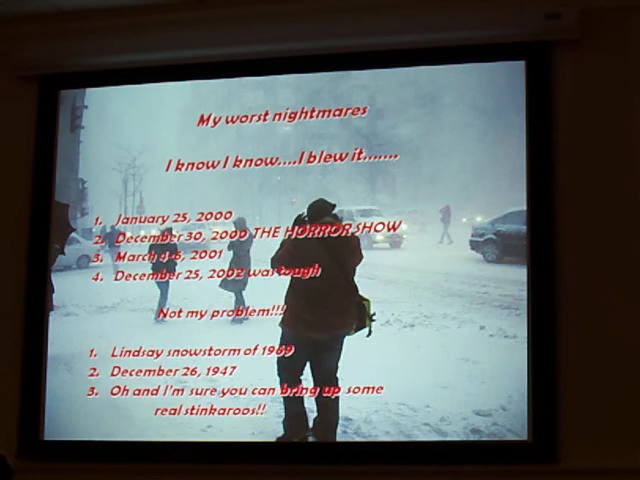 My worst nightmares
I know I know....I blew it.......
1. January 25, 2000
2. December 30, 2000 THE HORROR SHOW
3. March 4-6, 2001
4. December 25, 2002 was tough
Not my problem!!!
1. Lindsay snowstorm of 1969
2. December 26, 1947
3. Oh and I'm sure you can bring up some
real stinkaroos!!